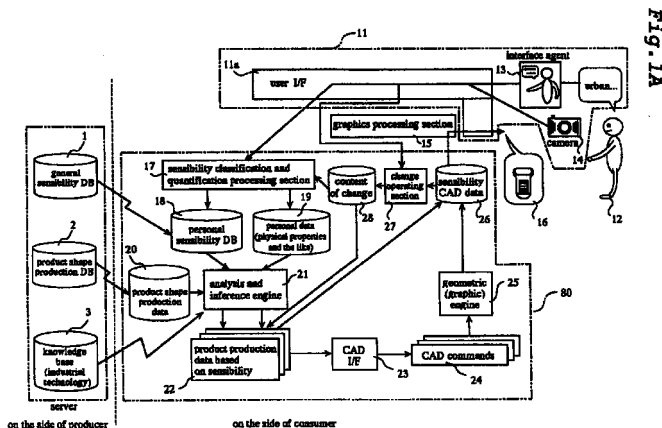 Fig. 1A
11
11a
user I/F
interface agent
13
urban...
graphics processing section
15
camera
14
16
12
1
general
sensibility DB
2
product shape
production DB
3
knowledge
base
(industrial
technology)
server
on the side of producer
17
sensibility classification and
quantification processing section
18
personal
sensibility DB
19
personal data
(physical properties
and the like)
content
of change
28
change
operating
section
27
sensibility
CAD data
26
20
product shape
production
data
analysis and
inference engine
21
geometric
(graphic)
engine
25
80
product production
data based
on sensibility
22
CAD
I/F
23
CAD commands
24
on the side of consumer